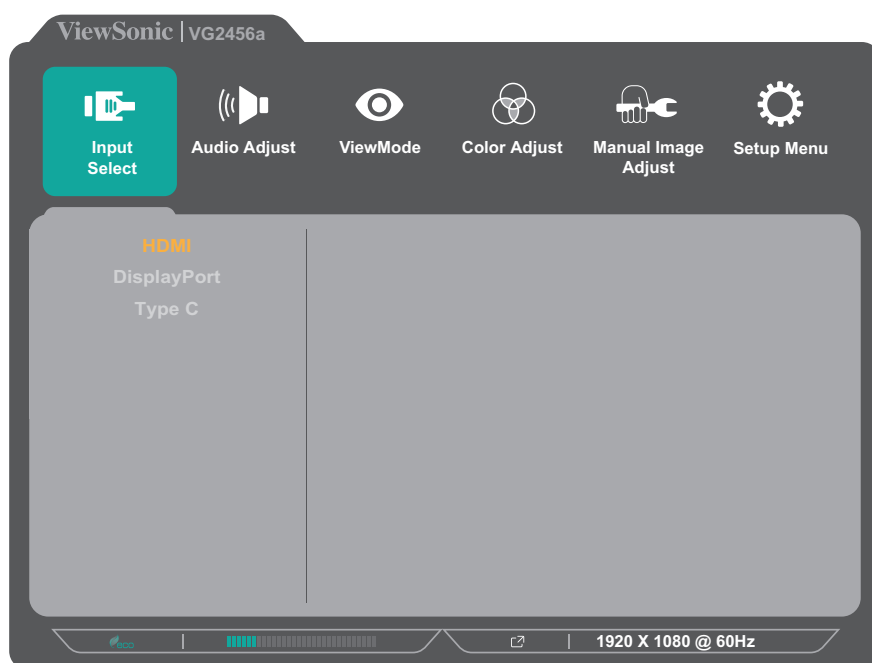 ViewSonic | VG2456a
Input Select
Audio Adjust
ViewMode
Color Adjust
Manual Image Adjust
Setup Menu
HDMI
DisplayPort
Type C
eco
1920 X 1080 @ 60Hz